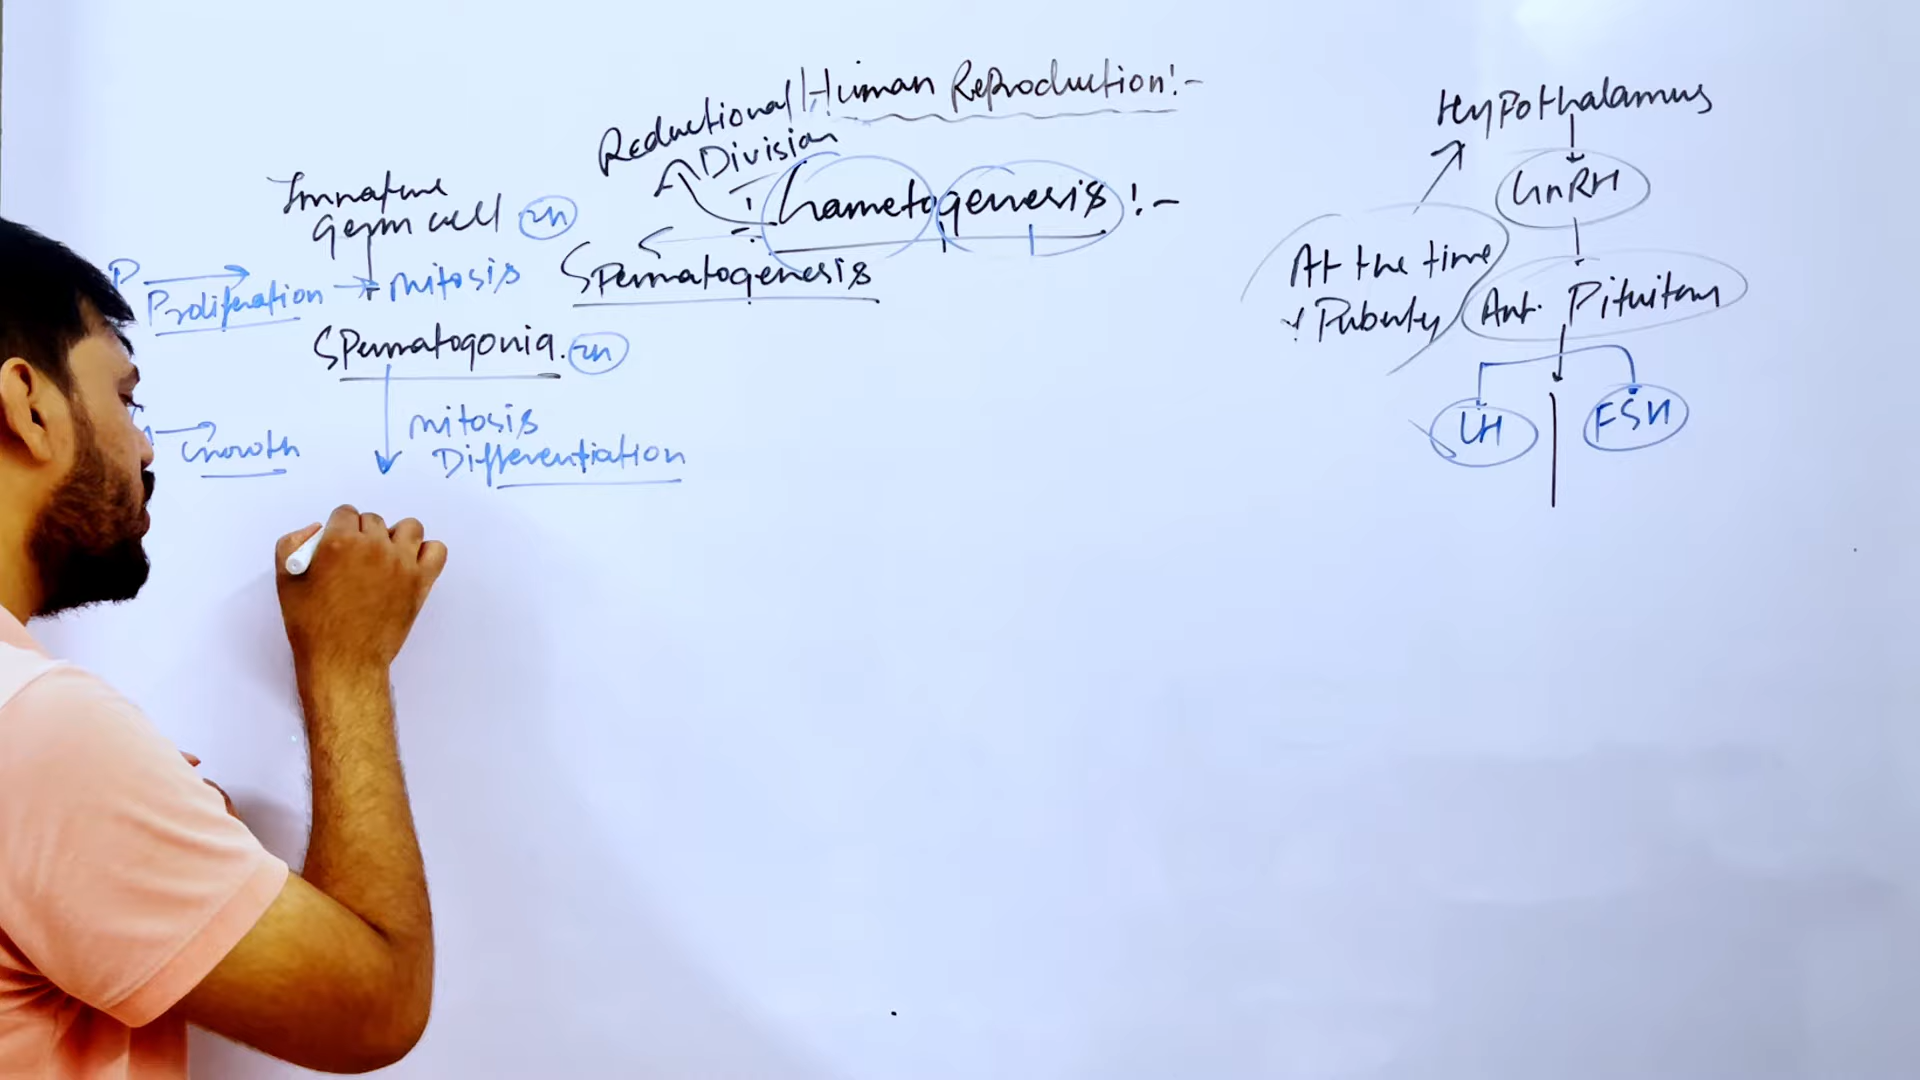 Human Reproduction:-
Reductional
Division
Gametogenesis:-
Spermatogenesis
Immature
Germ cell 2n
P
Proliferation → mitosis
Spermatogonia. 2n
mitosis
Growth
Differentiation
Hypothalamus
GnRH
At the time
Puberty
Ant. Pituitary
LH
FSH